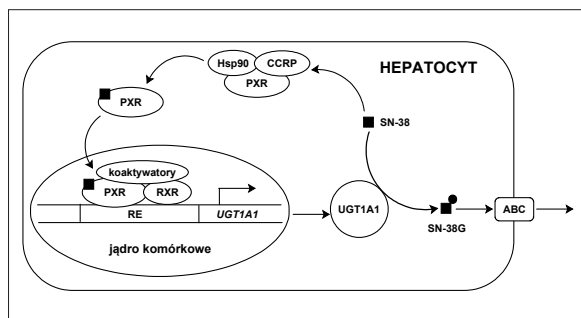 Hsp90 CCRP
PXR
HEPATOCYT
PXR
SN-38
koaktywatory
PXR RXR
RE UGT1A1
jądro komórkowe
UGT1A1
SN-38G
ABC